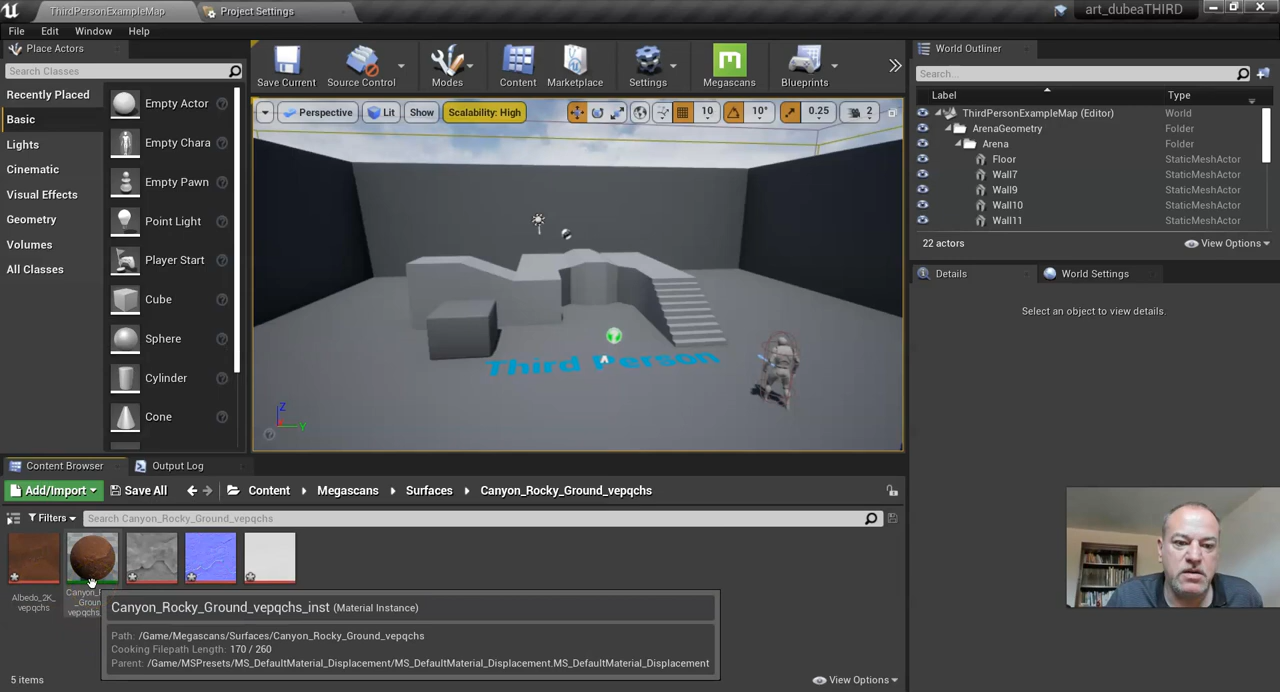 ThirdPersonExampleMap
Project Settings
art_dubeaTHIRD
File Edit Window Help
Place Actors
Search Classes
Recently Placed
Basic
Lights
Cinematic
Visual Effects
Geometry
Volumes
All Classes
Empty Actor
Empty Chara
Empty Pawn
Point Light
Player Start
Cube
Sphere
Cylinder
Cone
Save Current
Source Control
Modes
Content
Marketplace
Settings
Megascans
Blueprints
Perspective
Lit
Show
Scalability: High
10
10°
0.25
2
Third Person
Z
Y
World Outliner
Search...
Label Type
ThirdPersonExampleMap (Editor) World
ArenaGeometry Folder
Arena Folder
Floor StaticMeshActor
Wall7 StaticMeshActor
Wall9 StaticMeshActor
Wall10 StaticMeshActor
Wall11 StaticMeshActor
22 actors
View Options
Details
World Settings
Select an object to view details.
Content Browser
Output Log
Add/Import
Save All
Content Megascans Surfaces Canyon_Rocky_Ground_vepqchs
Filters
Search Canyon_Rocky_Ground_vepqchs
Albedo_2K_
vepqchs
Canyon_Rocky_Ground_vepqchs_inst (Material Instance)
Path: /Game/Megascans/Surfaces/Canyon_Rocky_Ground_vepqchs
Cooking Filepath Length: 170 / 260
Parent: /Game/MSPresets/MS_DefaultMaterial_Displacement/MS_DefaultMaterial_Displacement.MS_DefaultMaterial_Displacement
5 items
View Options